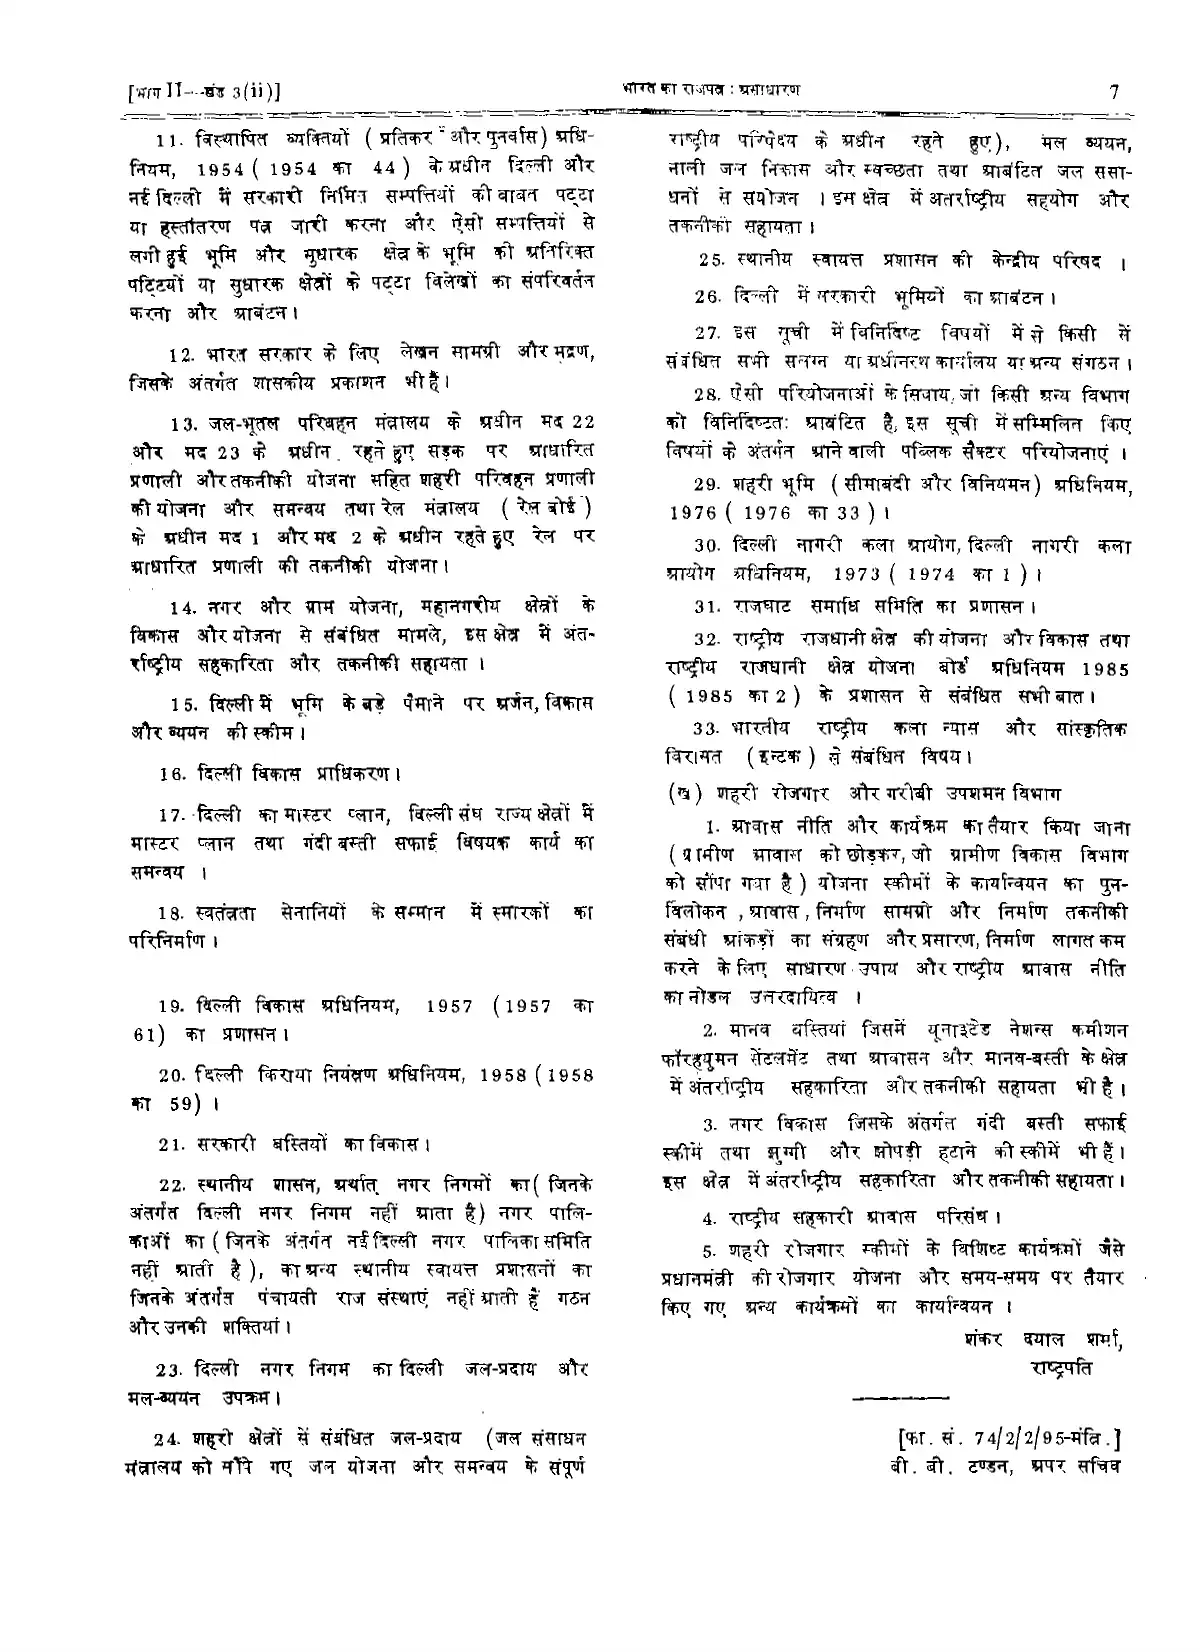 [भाग II—खंड 3(ii)]
भारत का राजपत्र : असाधारण
7
11. विस्थापित व्यक्तियों (प्रतिकर और पुनर्वास) अधि-
नियम, 1954 ( 1954 का 44 ) के अधीन दिल्ली और
नई दिल्ली में सरकारी निर्मित सम्पत्तियों की बाबत पट्टा
या हस्तांतरण पत्र जारी करना और ऐसी सम्पत्तियों से
लगी हुई भूमि और सुधारक क्षेत्र के भूमि की अतिरिक्त
पट्टियों या सुधारक क्षेत्रों के पट्टा विलेखों का संपरिवर्तन
करना और आबंटन।
12. भारत सरकार के लिए लेखन सामग्री और मुद्रण,
जिसके अंतर्गत शासकीय प्रकाशन भी हैं।
13. जल-भूतल परिवहन मंत्रालय के अधीन मद 22
और मद 23 के अधीन रहते हुए सड़क पर आधारित
प्रणाली और तकनीकी योजना सहित शहरी परिवहन प्रणाली
की योजना और समन्वय तथा रेल मंत्रालय ( रेल बोर्ड )
के अधीन मद 1 और मद 2 के अधीन रहते हुए रेल पर
आधारित प्रणाली की तकनीकी योजना।
14. नगर और ग्राम योजना, महानगरीय क्षेत्रों के
विकास और योजना से संबंधित मामले, इस क्षेत्र में अंत-
र्राष्ट्रीय सहकारिता और तकनीकी सहायता ।
15. दिल्ली में भूमि के बड़े पैमाने पर अर्जन, विकास
और व्ययन की स्कीम।
16. दिल्ली विकास प्राधिकरण।
17. दिल्ली का मास्टर प्लान, दिल्ली संघ राज्य क्षेत्रों में
मास्टर प्लान तथा गंदी बस्ती सफाई विषयक कार्य का
समन्वय ।
18. स्वतंत्रता सेनानियों के सम्मान में स्मारकों का
परिनिर्माण।
19. दिल्ली विकास अधिनियम, 1957 (1957 का
61) का प्रशासन।
20. दिल्ली किराया नियंत्रण अधिनियम, 1958 (1958
का 59) ।
21. सरकारी बस्तियों का विकास।
22. स्थानीय शासन, अर्थात् नगर निगमों का ( जिनके
अंतर्गत दिल्ली नगर निगम नहीं आता है) नगर पालि-
काओं का ( जिनके अंतर्गत नई दिल्ली नगर पालिका समिति
नहीं आती है ), का अन्य स्थानीय स्वायत्त प्रशासनों का
जिनके अंतर्गत पंचायती राज संस्थाएं नहीं आती हैं गठन
और उनकी शक्तियां।
23. दिल्ली नगर निगम का दिल्ली जल-प्रदाय और
मल-व्ययन उपक्रम।
24. शहरी क्षेत्रों से संबंधित जल-प्रदाय (जल संसाधन
मंत्रालय को सौंपे गए जल योजना और समन्वय के संपूर्ण
राष्ट्रीय परिपेक्ष्य के अधीन रहते हुए), मल व्ययन,
नाली जल निकास और स्वच्छता तथा आबंटित जल संसा-
धनों से संयोजन । इस क्षेत्र में अंतर्राष्ट्रीय सहयोग और
तकनीकी सहायता ।
25. स्थानीय स्वायत्त प्रशासन की केन्द्रीय परिषद ।
26. दिल्ली में सरकारी भूमियों का आबंटन।
27. इस सूची में विनिर्दिष्ट विषयों में से किसी से
संबंधित सभी सलग्न या अधीनस्थ कार्यालय या अन्य संगठन।
28. ऐसी परियोजनाओं के सिवाय, जो किसी अन्य विभाग
को विनिर्दिष्टतः आबंटित है, इस सूची में सम्मिलित किए
विषयों के अंतर्गत आने वाली पब्लिक सैक्टर परियोजनाएं ।
29. शहरी भूमि ( सीमाबंदी और विनियमन) अधिनियम,
1976 ( 1976 का 33 )।
30. दिल्ली नागरी कला आयोग, दिल्ली नागरी कला
आयोग अधिनियम, 1973 ( 1974 का 1 )।
31. राजघाट समाधि समिति का प्रशासन।
32. राष्ट्रीय राजधानी क्षेत्र की योजना और विकास तथा
राष्ट्रीय राजधानी क्षेत्र योजना बोर्ड अधिनियम 1985
( 1985 का 2 ) के प्रशासन से संबंधित सभी बात।
33. भारतीय राष्ट्रीय कला न्यास और सांस्कृतिक
विरासत (इन्टक) से संबंधित विषय।
(ख) शहरी रोजगार और गरीबी उपशमन विभाग
1. आवास नीति और कार्यक्रम का तैयार किया जाना
(ग्रामीण आवास को छोड़कर, जो ग्रामीण विकास विभाग
को सौंपा गया है ) योजना स्कीमों के कार्यान्वयन का पुन-
र्विलोकन , आवास , निर्माण सामग्री और निर्माण तकनीकी
संबंधी आंकड़ों का संग्रहण और प्रसारण, निर्माण लागत कम
करने के लिए साधारण उपाय और राष्ट्रीय आवास नीति
का नोडल उत्तरदायित्व ।
2. मानव बस्तियां जिसमें यूनाइटेड नेशन्स कमीशन
फॉरह्युमन सेंटलमेंट तथा आवासन और मानव-बस्ती के क्षेत्र
में अंतर्राष्ट्रीय सहकारिता और तकनीकी सहायता भी है।
3. नगर विकास जिसके अंतर्गत गंदी बस्ती सफाई
स्कीमें तथा झुग्गी और झोपड़ी हटाने की स्कीमें भी हैं।
इस क्षेत्र में अंतर्राष्ट्रीय सहकारिता और तकनीकी सहायता।
4. राष्ट्रीय सहकारी आवास परिसंघ।
5. शहरी रोजगार स्कीमों के विशिष्ट कार्यक्रमों जैसे
प्रधानमंत्री की रोजगार योजना और समय-समय पर तैयार
किए गए अन्य कार्यक्रमों का कार्यान्वयन ।
शंकर दयाल शर्मा,
राष्ट्रपति
[फा. सं. 74/2/2/95-मंत्रि.]
बी. बी. टण्डन, अपर सचिव